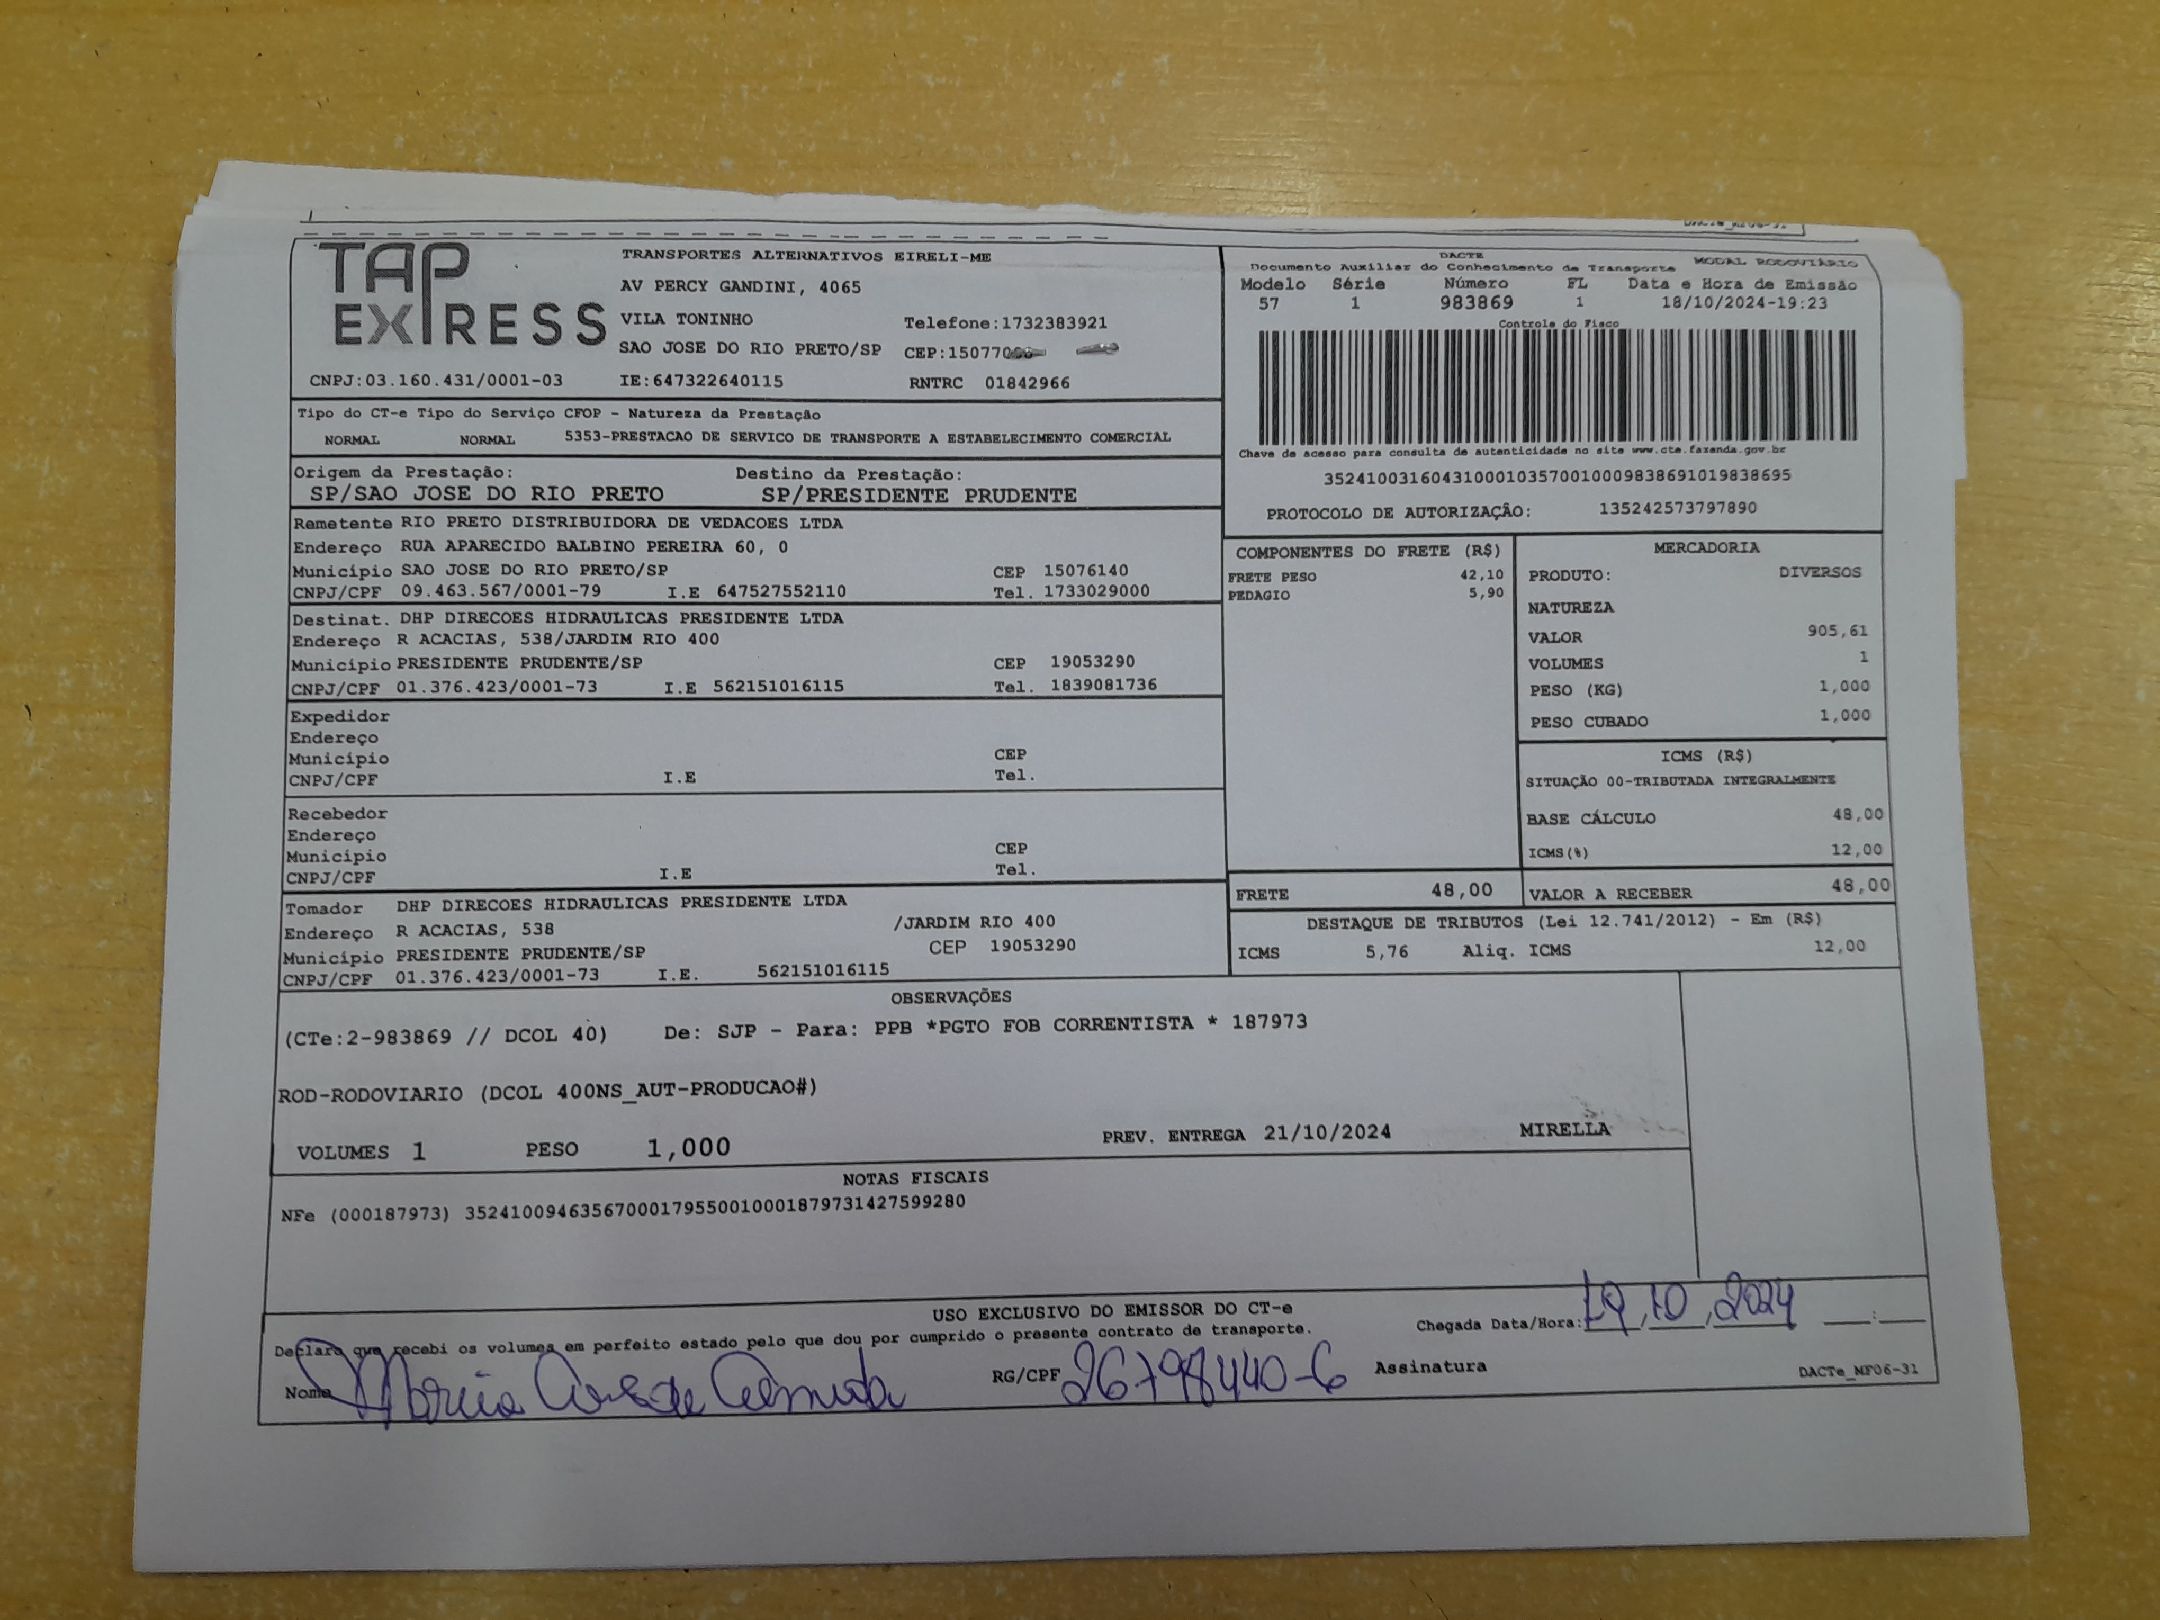 TAP EXPRESS
TRANSPORTES ALTERNATIVOS EIRELI-ME
AV PERCY GANDINI, 4065
VILA TONINHO Telefone:1732383921
SAO JOSE DO RIO PRETO/SP CEP:15077
CNPJ:03.160.431/0001-03 IE:647322640115 RNTRC 01842966
DACTE_NF06-31
DACTE MODAL RODOVIÁRIO
Documento Auxiliar do Conhecimento de Transporte
Modelo Série Número FL Data e Hora de Emissão
57 1 983869 1 18/10/2024-19:23
Controle do Fisco
Chave de acesso para consulta de autenticidade no site www.cte.fazenda.gov.br
35241003160431000103570010009838691019838695
PROTOCOLO DE AUTORIZAÇÃO: 135242573797890
Tipo do CT-e Tipo do Serviço CFOP - Natureza da Prestação
NORMAL NORMAL 5353-PRESTACAO DE SERVICO DE TRANSPORTE A ESTABELECIMENTO COMERCIAL
Origem da Prestação: Destino da Prestação:
SP/SAO JOSE DO RIO PRETO SP/PRESIDENTE PRUDENTE
Remetente RIO PRETO DISTRIBUIDORA DE VEDACOES LTDA
Endereço RUA APARECIDO BALBINO PEREIRA 60, 0
Município SAO JOSE DO RIO PRETO/SP CEP 15076140
CNPJ/CPF 09.463.567/0001-79 I.E 647527552110 Tel. 1733029000
Destinat. DHP DIRECOES HIDRAULICAS PRESIDENTE LTDA
Endereço R ACACIAS, 538/JARDIM RIO 400
Município PRESIDENTE PRUDENTE/SP CEP 19053290
CNPJ/CPF 01.376.423/0001-73 I.E 562151016115 Tel. 1839081736
Expedidor
Endereço
Município CEP
CNPJ/CPF I.E Tel.
Recebedor
Endereço
Município CEP
CNPJ/CPF I.E Tel.
Tomador DHP DIRECOES HIDRAULICAS PRESIDENTE LTDA
Endereço R ACACIAS, 538 /JARDIM RIO 400
Município PRESIDENTE PRUDENTE/SP CEP 19053290
CNPJ/CPF 01.376.423/0001-73 I.E. 562151016115
COMPONENTES DO FRETE (R$)
FRETE PESO 42,10
PEDAGIO 5,90
MERCADORIA
PRODUTO: DIVERSOS
NATUREZA
VALOR 905,61
VOLUMES 1
PESO (KG) 1,000
PESO CUBADO 1,000
ICMS (R$)
SITUAÇÃO 00-TRIBUTADA INTEGRALMENTE
BASE CÁLCULO 48,00
ICMS(%) 12,00
FRETE 48,00 VALOR A RECEBER 48,00
DESTAQUE DE TRIBUTOS (Lei 12.741/2012) - Em (R$)
ICMS 5,76 Aliq. ICMS 12,00
OBSERVAÇÕES
(CTe:2-983869 // DCOL 40) De: SJP - Para: PPB *PGTO FOB CORRENTISTA * 187973
ROD-RODOVIARIO (DCOL 400NS_AUT-PRODUCAO#)
VOLUMES 1 PESO 1,000 PREV. ENTREGA 21/10/2024 MIRELLA
NOTAS FISCAIS
NFe (000187973) 35241009463567000179550010001879731427599280
USO EXCLUSIVO DO EMISSOR DO CT-e
Declaro que recebi os volumes em perfeito estado pelo que dou por cumprido o presente contrato de transporte. Chegada Data/Hora: 19,10,2024 __:__
Nome RG/CPF 26798440-6 Assinatura DACTe_NF06-31